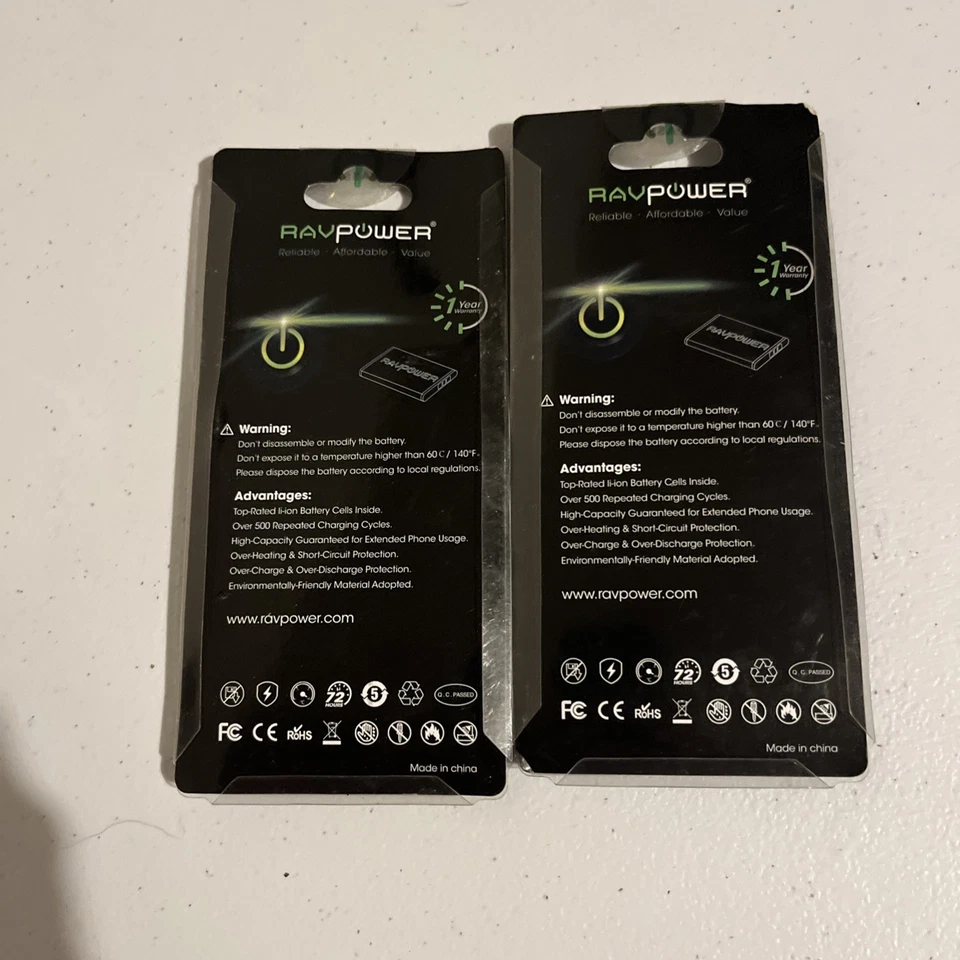 RAVPOWER®
Reliable · Affordable · Value
1 Year
Warranty
RAVPOWER
Warning:
Don't disassemble or modify the battery.
Don't expose it to a temperature higher than 60C / 140°F.
Please dispose the battery according to local regulations.
Advantages:
Top-Rated li-ion Battery Cells Inside.
Over 500 Repeated Charging Cycles.
High-Capacity Guaranteed for Extended Phone Usage.
Over-Heating & Short-Circuit Protection.
Over-Charge & Over-Discharge Protection.
Environmentally-Friendly Material Adopted.
www.ravpower.com
72
HOURS
5
Q.C. PASSED
FC CE RoHS
Made in china
RAVPOWER®
Reliable · Affordable · Value
1 Year
Warranty
RAVPOWER
Warning:
Don't disassemble or modify the battery.
Don't expose it to a temperature higher than 60C / 140°F.
Please dispose the battery according to local regulations.
Advantages:
Top-Rated li-ion Battery Cells Inside.
Over 500 Repeated Charging Cycles.
High-Capacity Guaranteed for Extended Phone Usage.
Over-Heating & Short-Circuit Protection.
Over-Charge & Over-Discharge Protection.
Environmentally-Friendly Material Adopted.
www.ravpower.com
72
HOURS
5
Q.C. PASSED
FC CE RoHS
Made in china